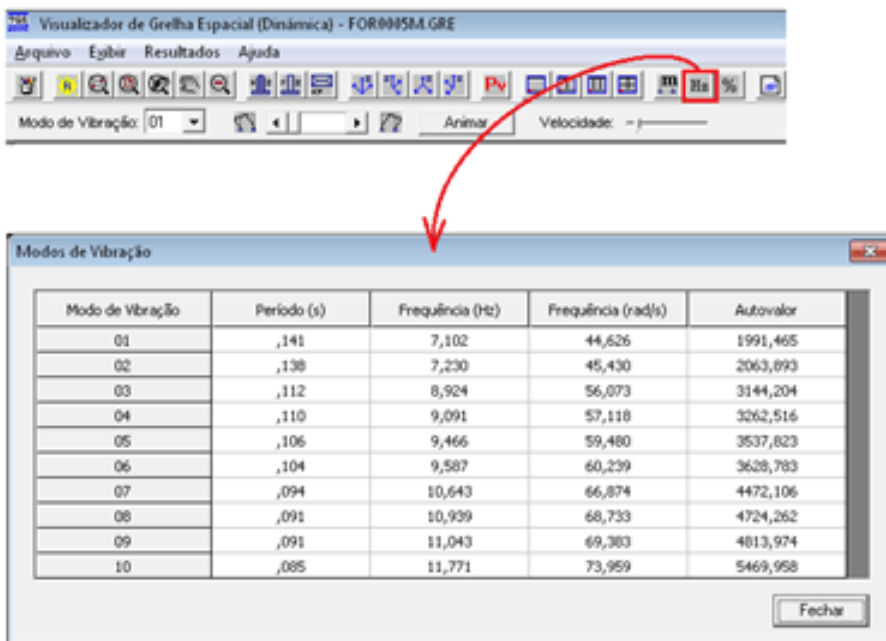 Visualizador de Grelha Espacial (Dinâmica) - FOR0005M.GRE
Arquivo Exibir Resultados Ajuda
R Pv m Hz %
Modo de Vibração: 01 Animar Velocidade:
Modos de Vibração
Modo de Vibração Período (s) Frequência (Hz) Frequência (rad/s) Autovalor
01 ,141 7,102 44,626 1991,465
02 ,138 7,230 45,430 2063,893
03 ,112 8,924 56,073 3144,204
04 ,110 9,091 57,118 3262,516
05 ,106 9,466 59,480 3537,823
06 ,104 9,587 60,239 3628,783
07 ,094 10,643 66,874 4472,106
08 ,091 10,939 68,733 4724,262
09 ,091 11,043 69,383 4813,974
10 ,085 11,771 73,959 5469,958
Fechar